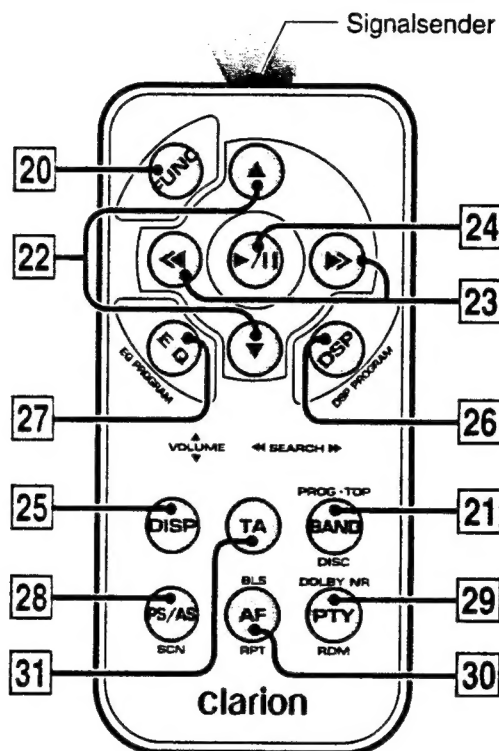 Signalsender
20
FUNC
▲
24
22
◀◀
▶/II
▶▶
23
EQ
▼
DSP
EQ PROGRAM
DSP PROGRAM
27
26
▲
VOLUME
▼
◀◀ SEARCH ▶▶
25
DISP
TA
PROG·TOP
BAND
DISC
21
28
PS/AS
SCN
BLS
AF
RPT
DOLBY NR
PTY
RDM
29
31
30
clarion